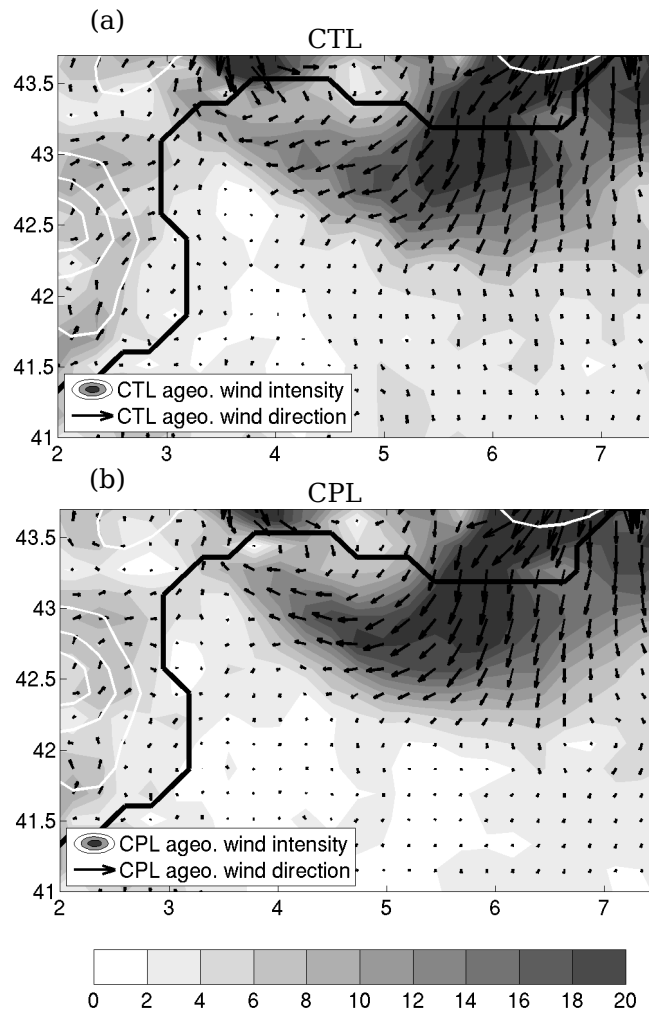 (a)
CTL
43.5
43
42.5
42
41.5
41
CTL ageo. wind intensity
CTL ageo. wind direction
2 3 4 5 6 7
(b)
CPL
43.5
43
42.5
42
41.5
41
CPL ageo. wind intensity
CPL ageo. wind direction
2 3 4 5 6 7
0 2 4 6 8 10 12 14 16 18 20